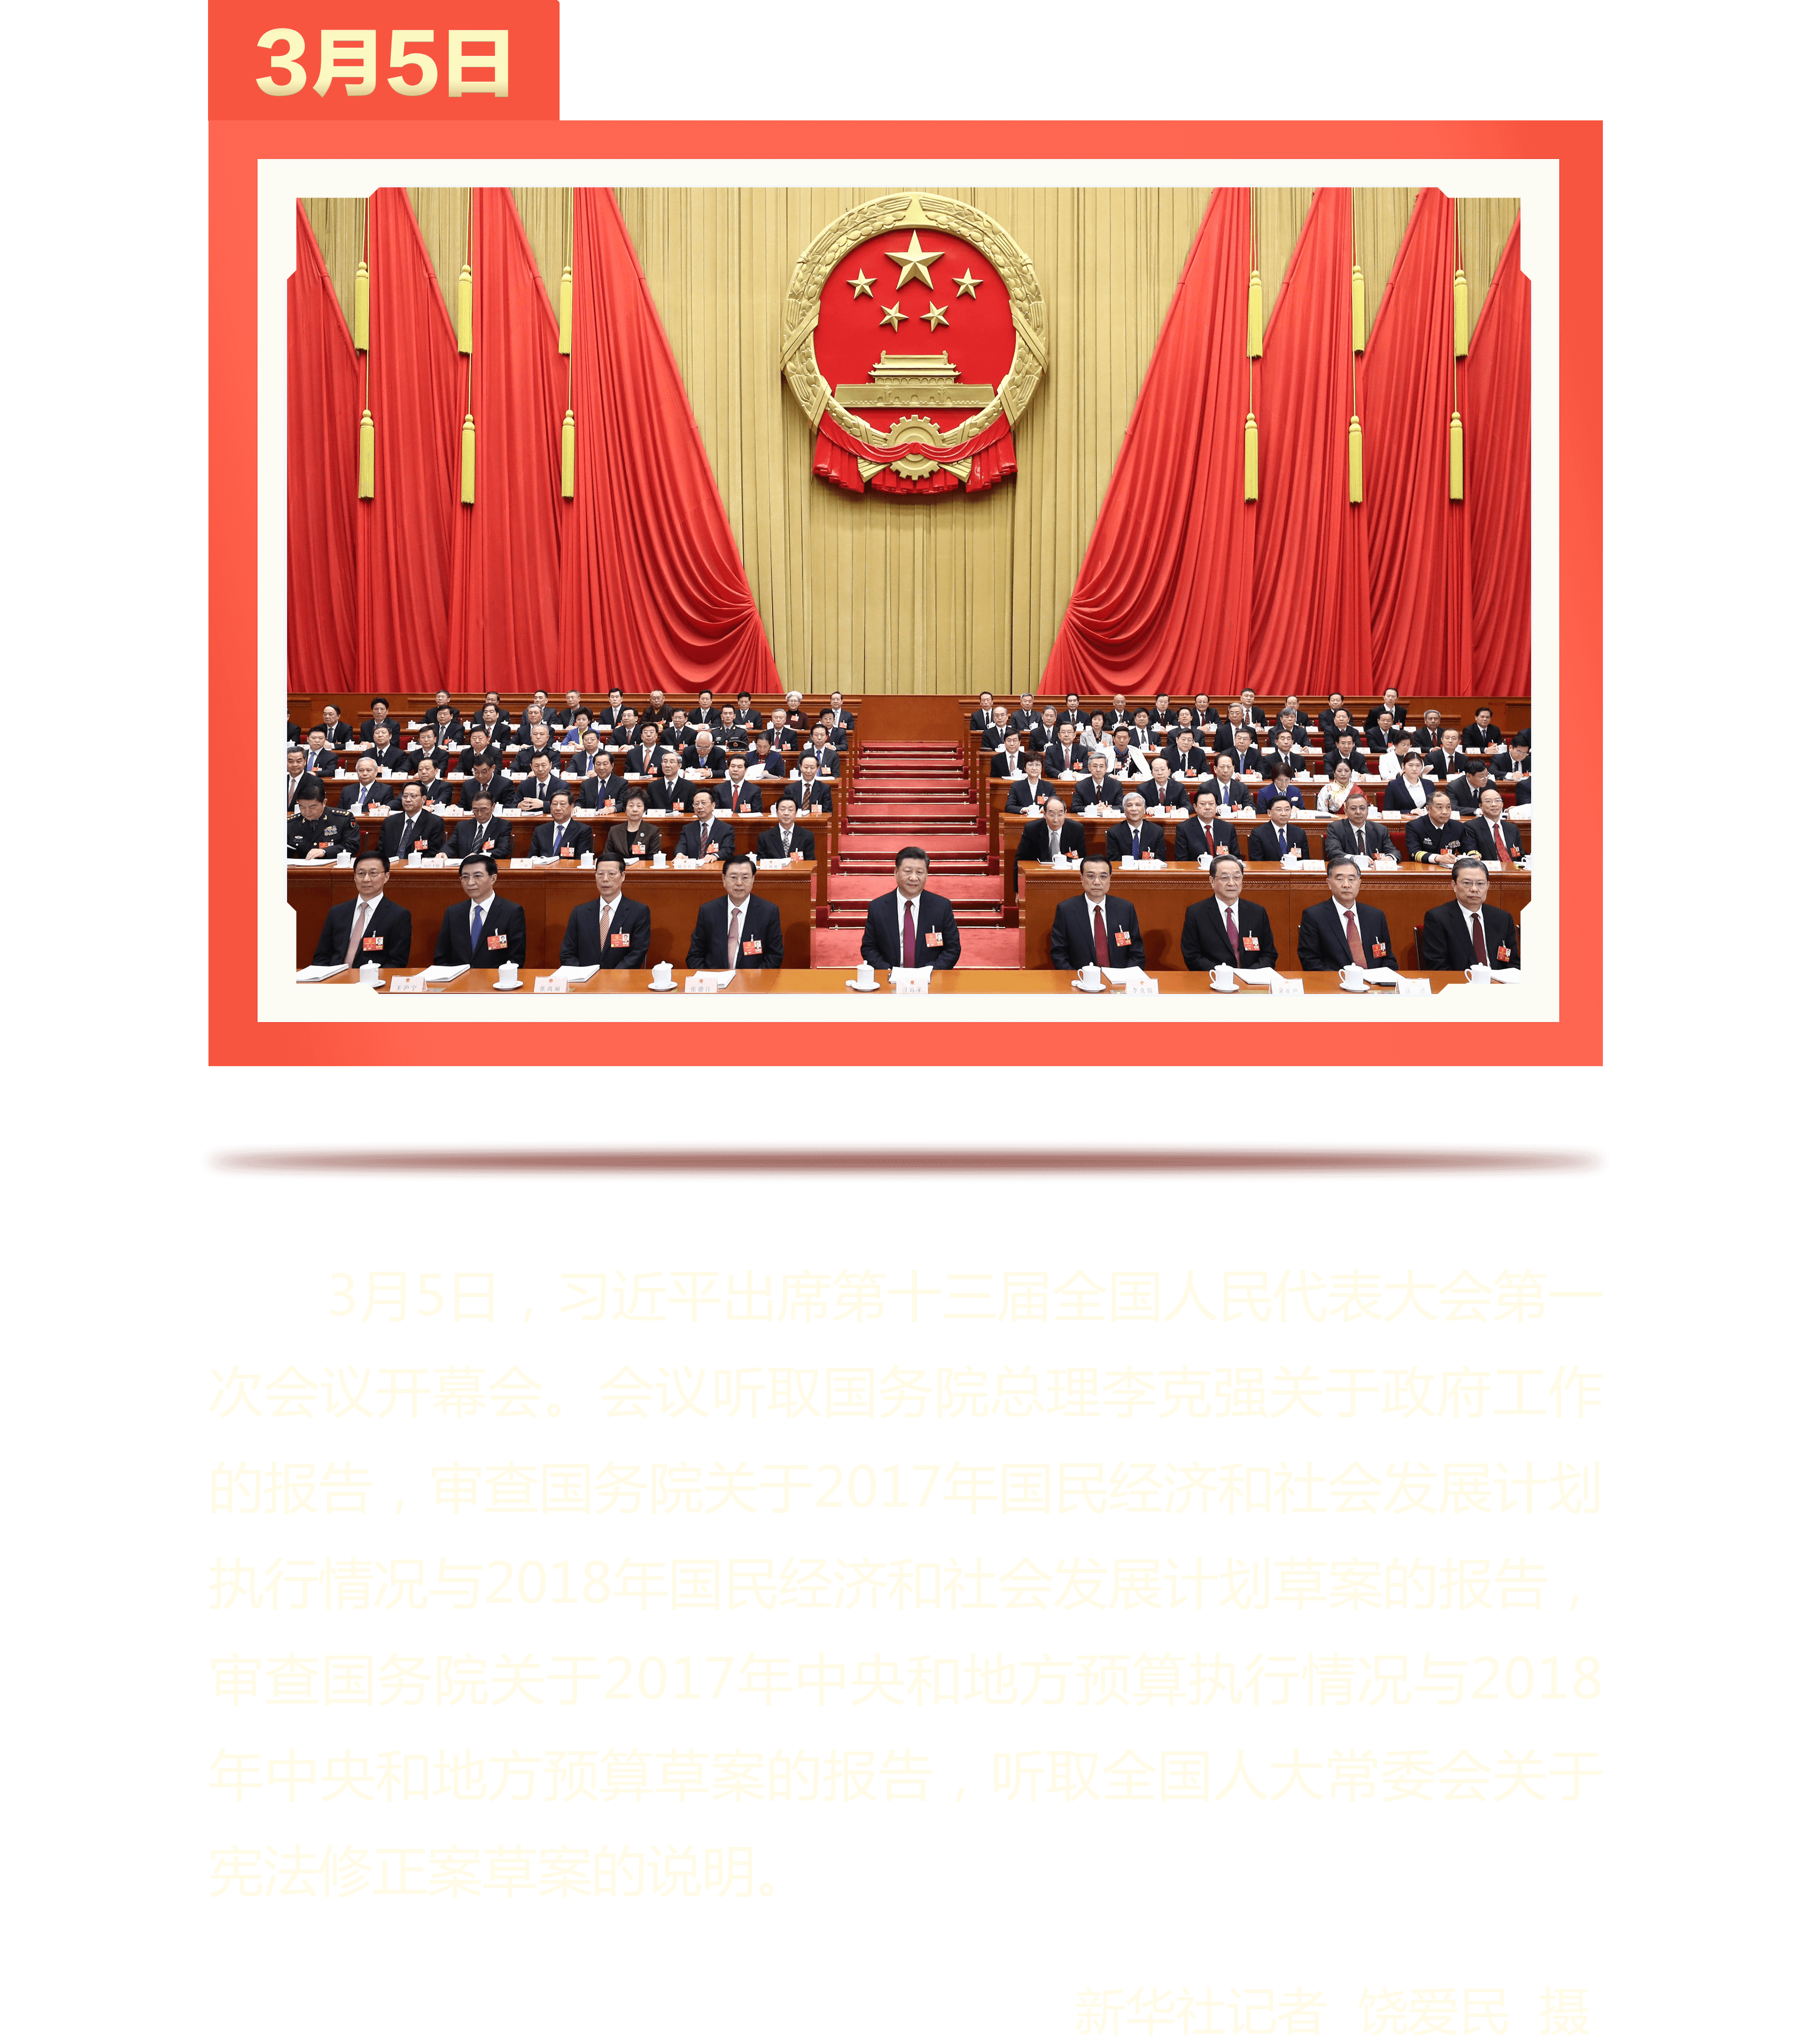 3月5日
3月5日，习近平出席第十三届全国人民代表大会第一
次会议开幕会。会议听取国务院总理李克强关于政府工作
的报告，审查国务院关于2017年国民经济和社会发展计划
执行情况与2018年国民经济和社会发展计划草案的报告，
审查国务院关于2017年中央和地方预算执行情况与2018
年中央和地方预算草案的报告，听取全国人大常委会关于
宪法修正案草案的说明。
新华社记者 饶爱民 摄